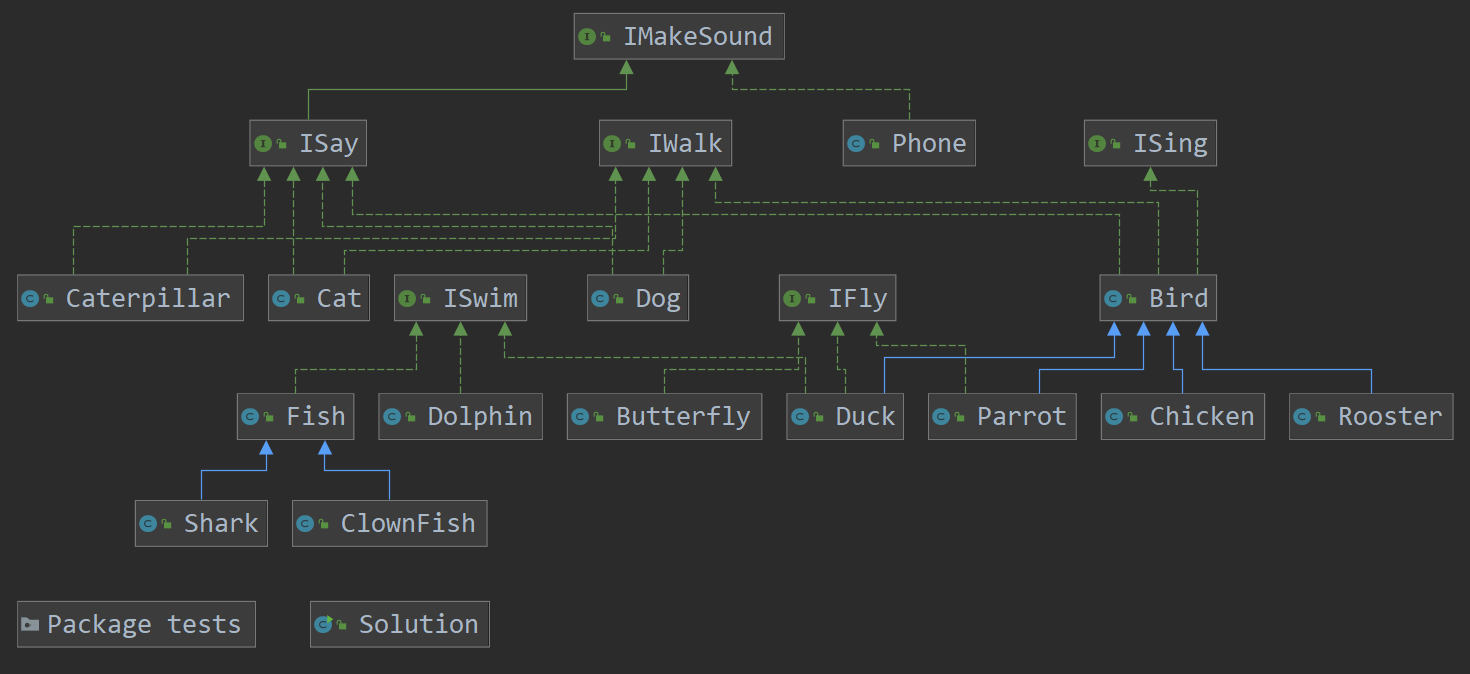 IMakeSound
ISay
IWalk
Phone
ISing
Caterpillar
Cat
ISwim
Dog
IFly
Bird
Fish
Dolphin
Butterfly
Duck
Parrot
Chicken
Rooster
Shark
ClownFish
Package tests
Solution